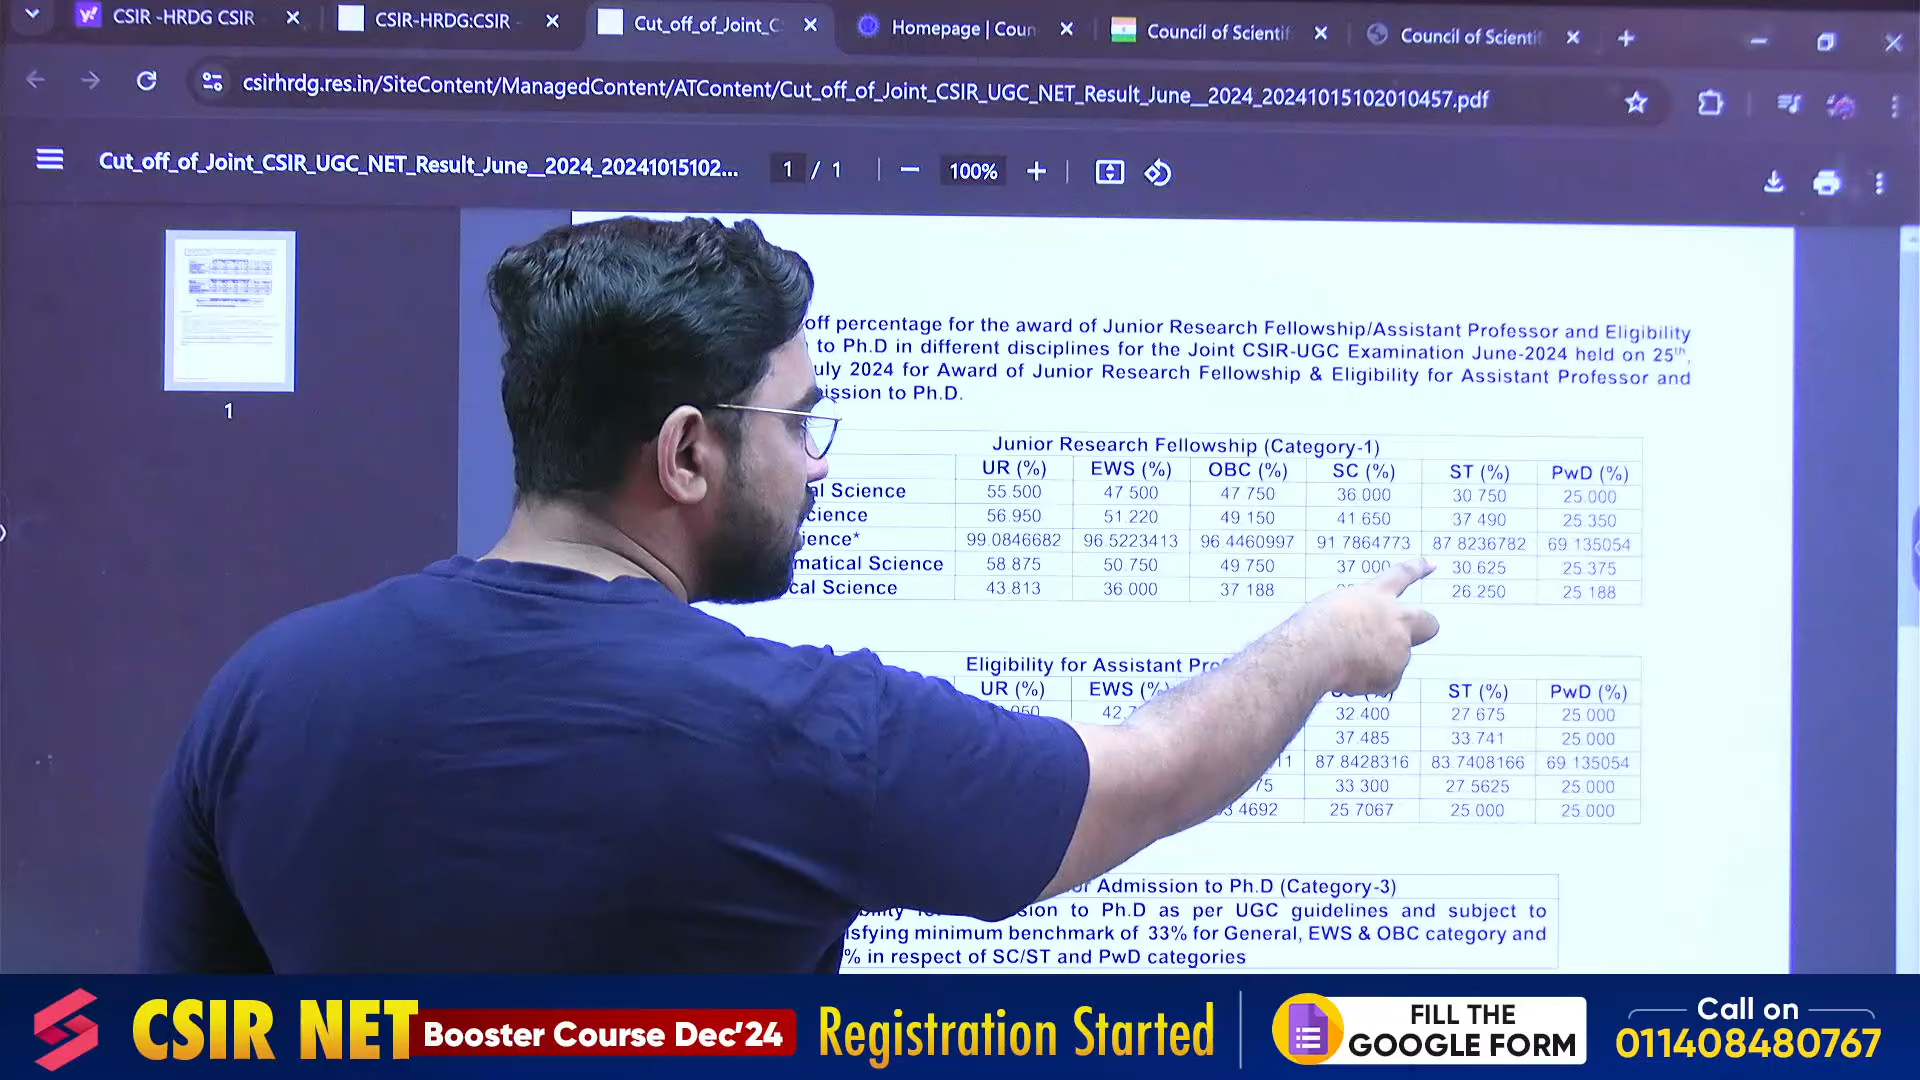 CSIR -HRDG CSIR
CSIR-HRDG:CSIR -
Cut_off_of_Joint_C
Homepage | Coun
Council of Scientif
Council of Scientif
csirhrdg.res.in/SiteContent/ManagedContent/ATContent/Cut_off_of_Joint_CSIR_UGC_NET_Result_June__2024_20241015102010457.pdf
Cut_off_of_Joint_CSIR_UGC_NET_Result_June__2024_20241015102... 1 / 1 − 100% +
1
off percentage for the award of Junior Research Fellowship/Assistant Professor and Eligibility
to Ph.D in different disciplines for the Joint CSIR-UGC Examination June-2024 held on 25th,
uly 2024 for Award of Junior Research Fellowship & Eligibility for Assistant Professor and
ission to Ph.D.
Junior Research Fellowship (Category-1)
UR (%) EWS (%) OBC (%) SC (%) ST (%) PwD (%)
al Science 55.500 47.500 47.750 36.000 30.750 25.000
cience 56.950 51.220 49.150 41.650 37.490 25.350
ience* 99.0846682 96.5223413 96.4460997 91.7864773 87.8236782 69.135054
matical Science 58.875 50.750 49.750 37.000 30.625 25.375
cal Science 43.813 36.000 37.188 26.250 25.188
Eligibility for Assistant Prof
UR (%) EWS (%) ST (%) PwD (%)
950 42.7 32.400 27.675 25.000
37.485 33.741 25.000
11 87.8428316 83.7408166 69.135054
75 33.300 27.5625 25.000
3.4692 25.7067 25.000 25.000
or Admission to Ph.D (Category-3)
sion to Ph.D as per UGC guidelines and subject to
isfying minimum benchmark of 33% for General, EWS & OBC category and
% in respect of SC/ST and PwD categories
CSIR NET Booster Course Dec'24 Registration Started
FILL THE
GOOGLE FORM
Call on
011408480767